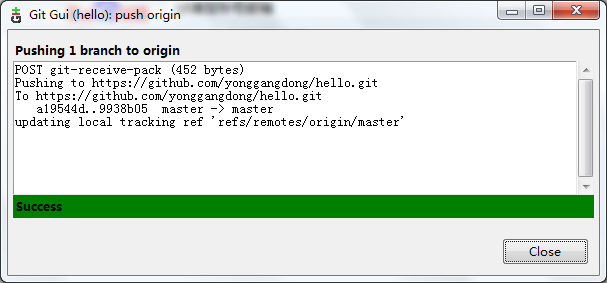 Git Gui (hello): push origin
Pushing 1 branch to origin
POST git-receive-pack (452 bytes)
Pushing to https://github.com/yonggangdong/hello.git
To https://github.com/yonggangdong/hello.git
a19544d..9938b05  master -> master
updating local tracking ref 'refs/remotes/origin/master'
Success
Close